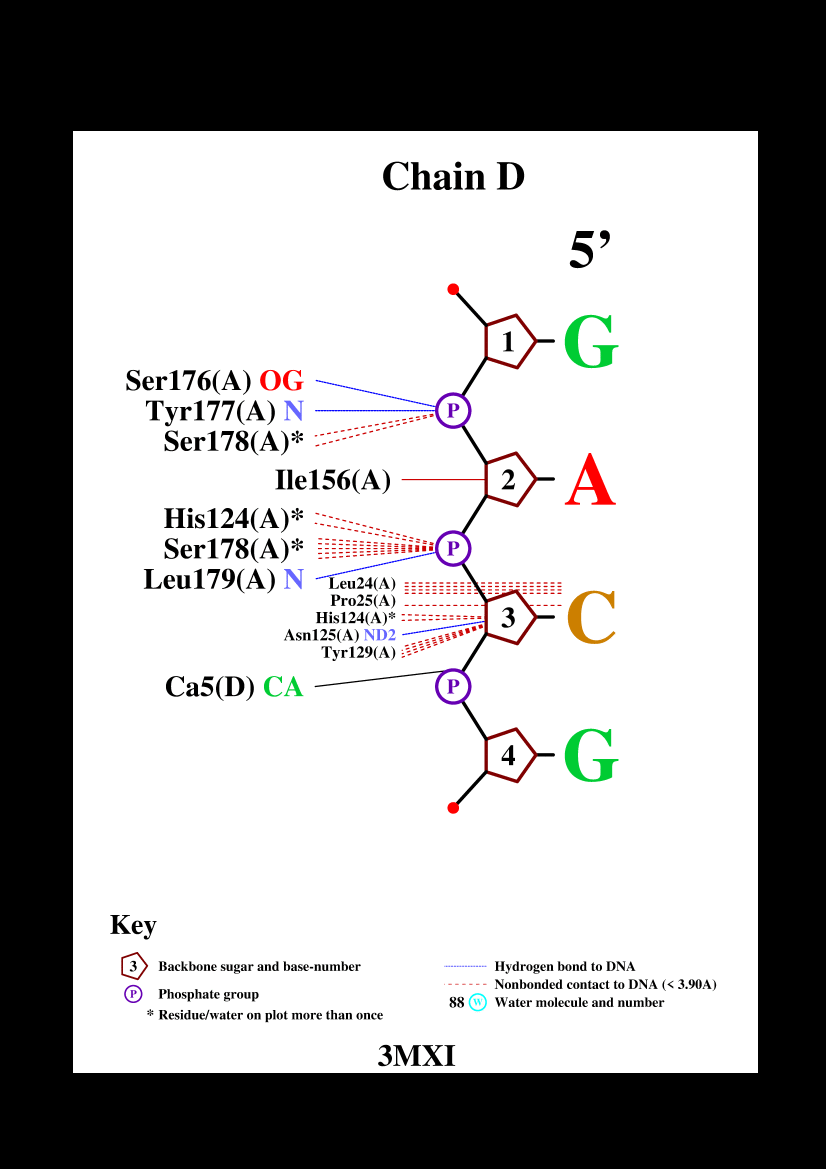 Chain D
5’
1 G
Ser176(A) OG
Tyr177(A) N
P
Ser178(A)*
Ile156(A)
2 A
His124(A)*
Ser178(A)*
P
Leu179(A) N
Leu24(A)
Pro25(A)
His124(A)*
3 C
Asn125(A) ND2
Tyr129(A)
Ca5(D) CA
P
4 G
Key
3 Backbone sugar and base-number
P Phosphate group
* Residue/water on plot more than once
Hydrogen bond to DNA
Nonbonded contact to DNA (< 3.90A)
88 W Water molecule and number
3MXI